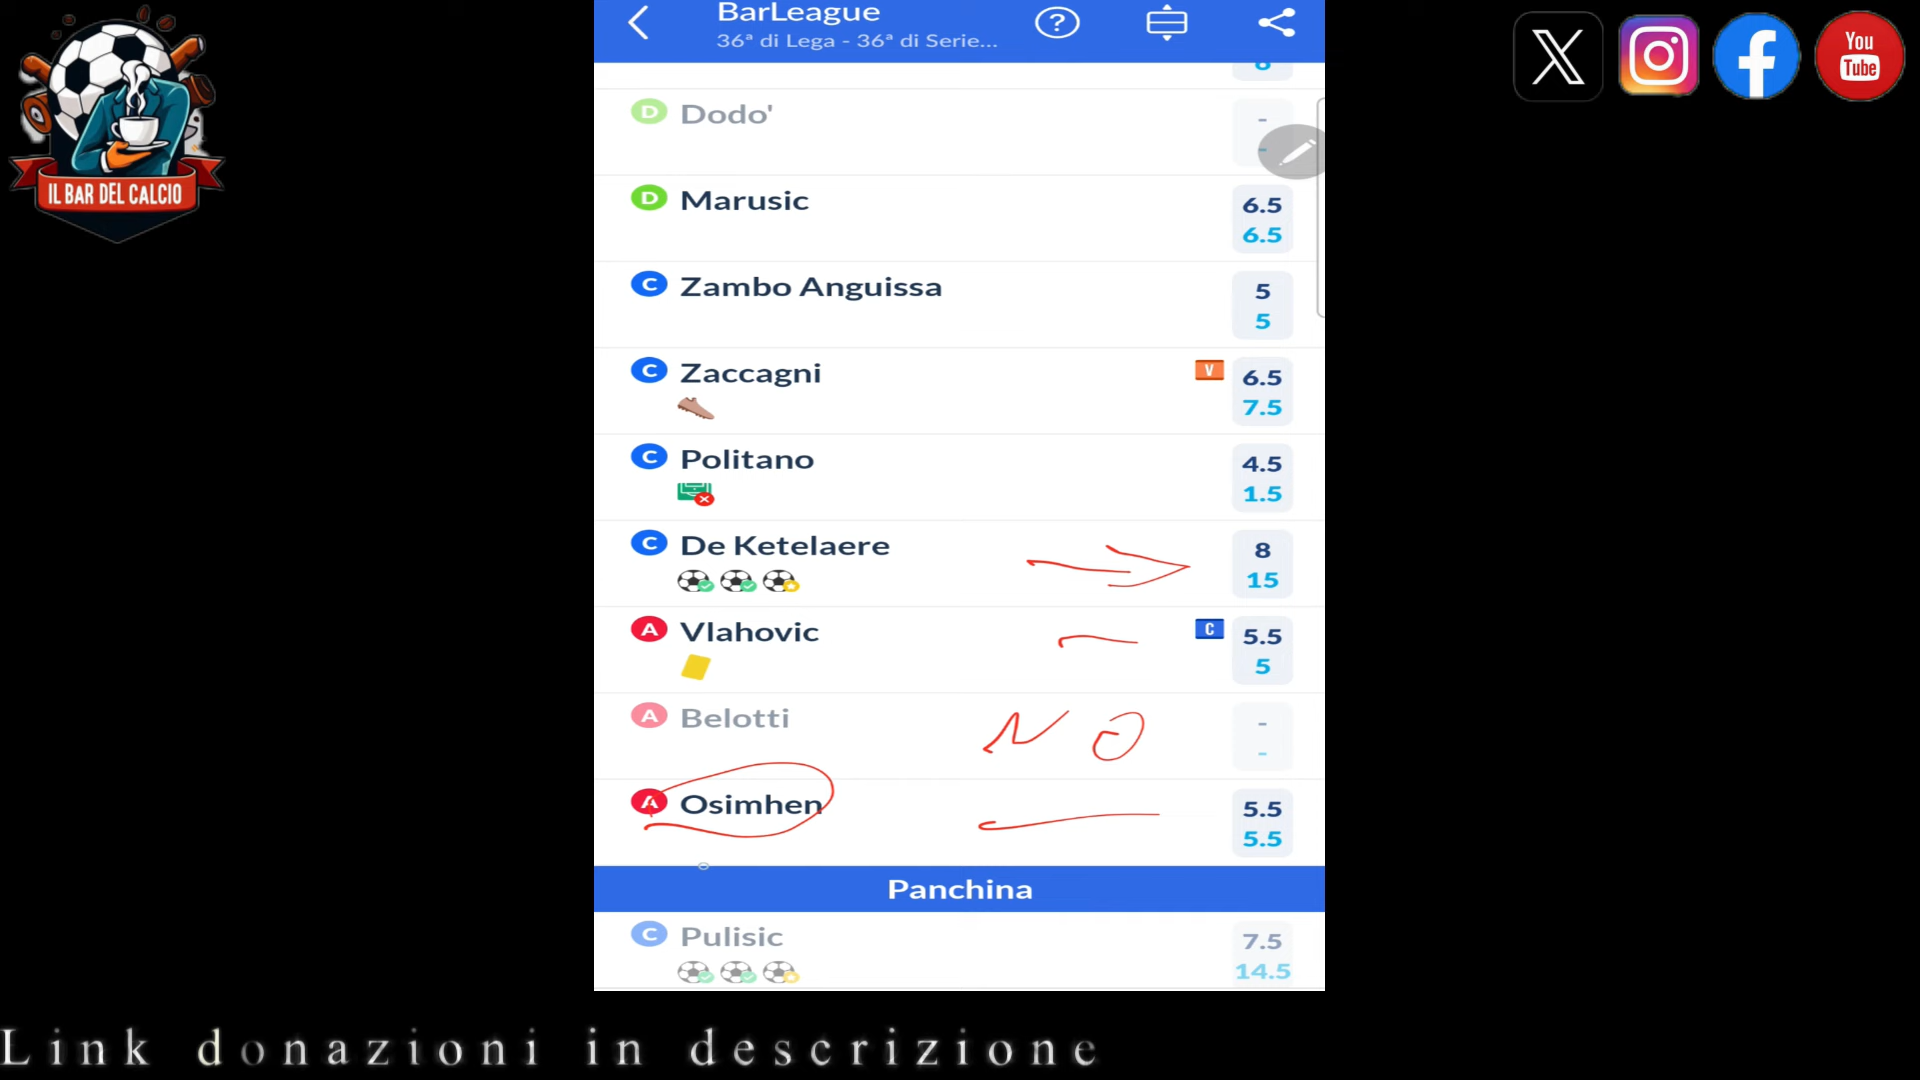 BarLeague
36ª di Lega - 36ª di Serie...
?
IL BAR DEL CALCIO
X
f
You
Tube
D Dodo' -
-
D Marusic 6.5
6.5
C Zambo Anguissa 5
5
C Zaccagni V 6.5
7.5
C Politano 4.5
1.5
C De Ketelaere 8
15
A Vlahovic C 5.5
5
A Belotti NO -
-
A Osimhen 5.5
5.5
Panchina
C Pulisic 7.5
14.5
Link donazioni in descrizione